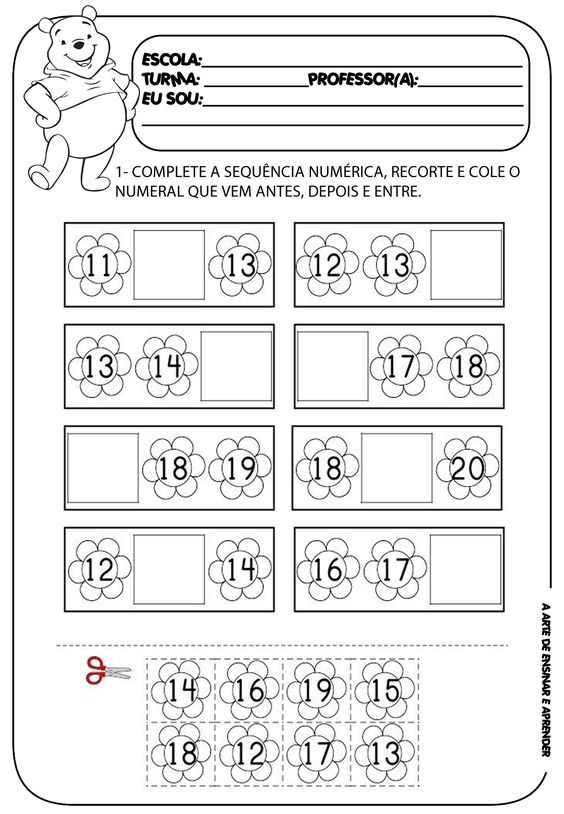 ESCOLA:
TURMA: PROFESSOR(A):
EU SOU:
1- COMPLETE A SEQUÊNCIA NUMÉRICA, RECORTE E COLE O
NUMERAL QUE VEM ANTES, DEPOIS E ENTRE.
11 13 12 13
13 14 17 18
18 19 18 20
12 14 16 17
14 16 19 15
18 12 17 13
A ARTE DE ENSINAR E APRENDER